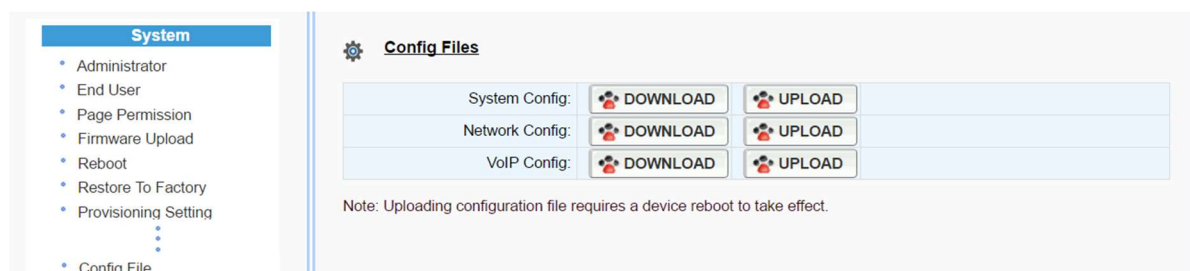 System
Administrator
End User
Page Permission
Firmware Upload
Reboot
Restore To Factory
Provisioning Setting
Config File
Config Files
System Config: DOWNLOAD UPLOAD
Network Config: DOWNLOAD UPLOAD
VoIP Config: DOWNLOAD UPLOAD
Note: Uploading configuration file requires a device reboot to take effect.